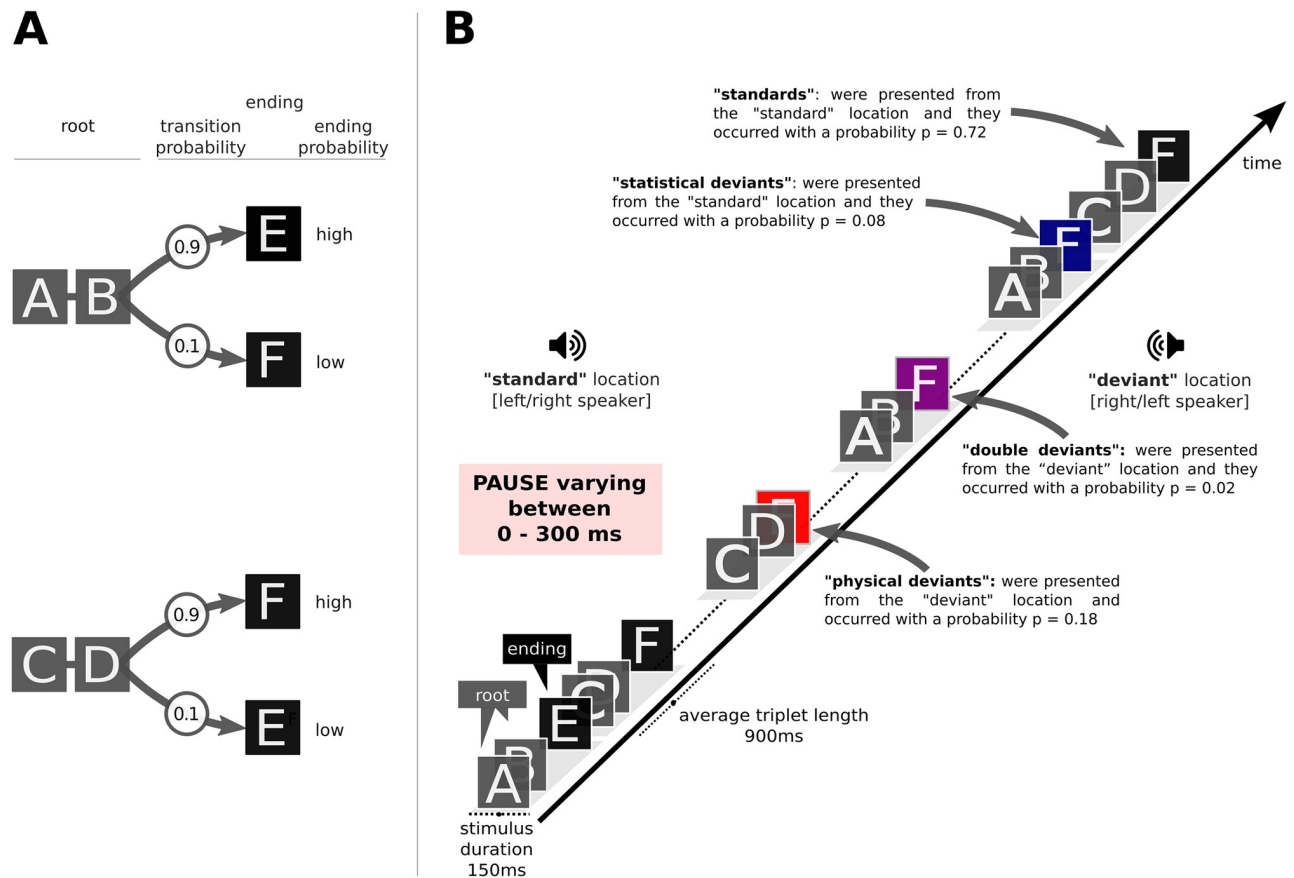 A
ending
root
transition
probability
ending
probability
A B
0.9
E
high
0.1
F
low
C D
0.9
F
high
0.1
E
low
B
"standards": were presented from
the "standard" location and they
occurred with a probability p = 0.72
time
"statistical deviants": were presented
from the "standard" location and they
occurred with a probability p = 0.08
A B F C D F
"standard" location
[left/right speaker]
"deviant" location
[right/left speaker]
A B F
"double deviants": were presented
from the “deviant” location and they
occurred with a probability p = 0.02
PAUSE varying
between
0 - 300 ms
C D
"physical deviants": were presented
from the "deviant" location and
occurred with a probability p = 0.18
ending
root
A B E C D F
average triplet length
900ms
stimulus
duration
150ms